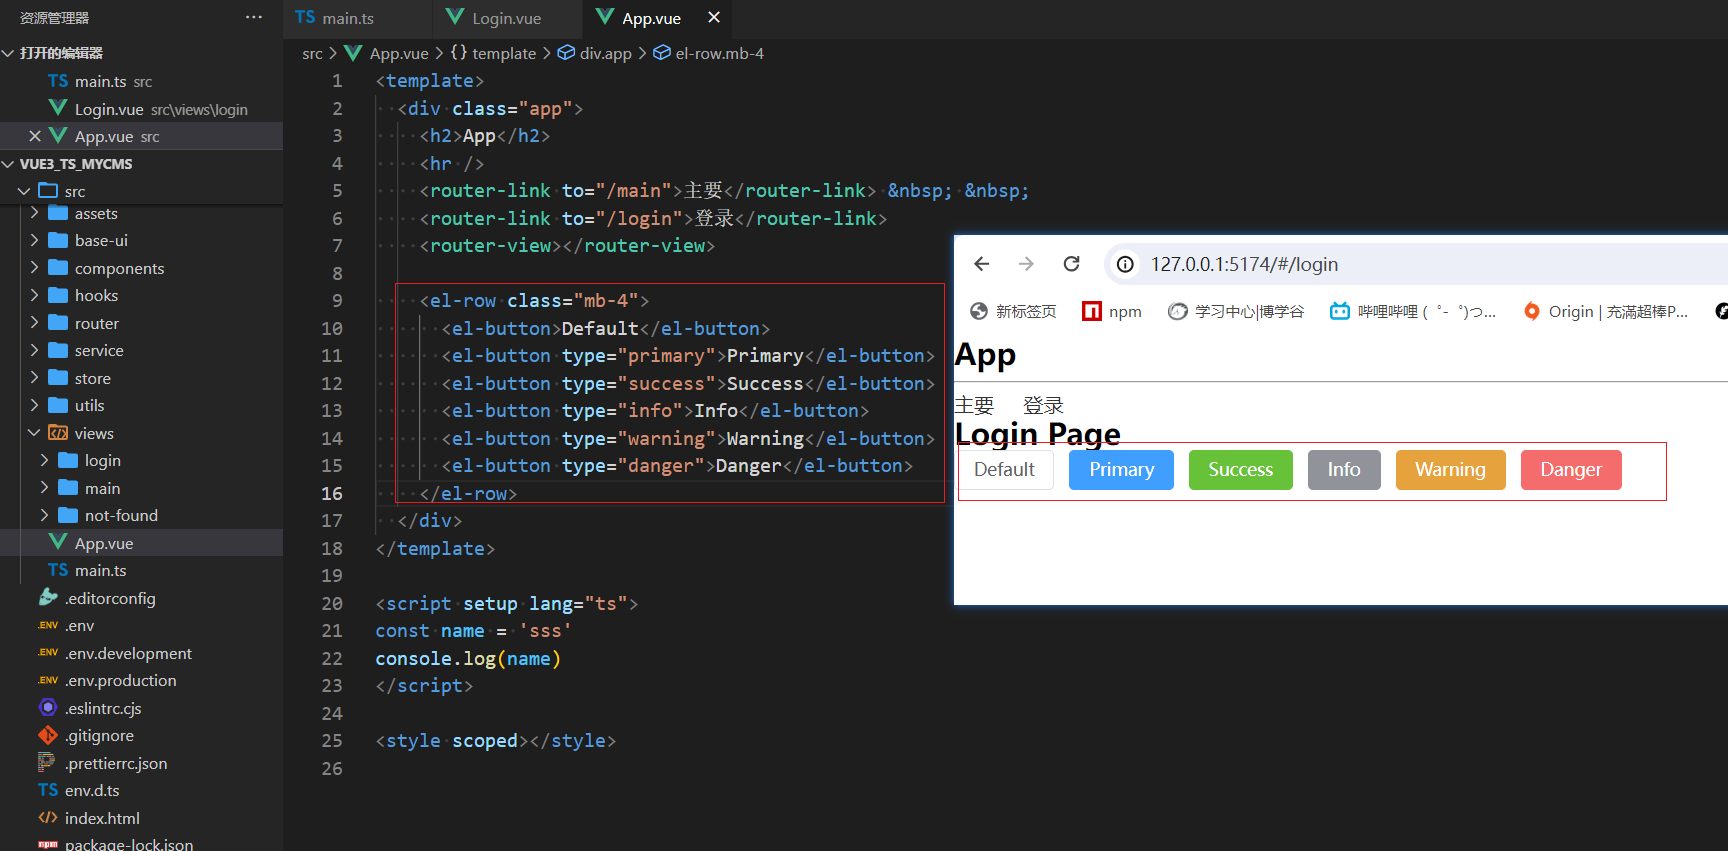 资源管理器 ···
打开的编辑器
TS main.ts src
Login.vue src\views\login
App.vue src
VUE3_TS_MYCMS
src
assets
base-ui
components
hooks
router
service
store
utils
views
login
main
not-found
App.vue
TS main.ts
.editorconfig
.ENV .env
.ENV .env.development
.ENV .env.production
.eslintrc.cjs
.gitignore
.prettierrc.json
TS env.d.ts
index.html
npm package-lock.json
TS main.ts Login.vue App.vue
src > App.vue > {} template > div.app > el-row.mb-4
1 <template>
2 <div class="app">
3 <h2>App</h2>
4 <hr />
5 <router-link to="/main">主要</router-link> &nbsp; &nbsp;
6 <router-link to="/login">登录</router-link>
7 <router-view></router-view>
8
9 <el-row class="mb-4">
10 <el-button>Default</el-button>
11 <el-button type="primary">Primary</el-button>
12 <el-button type="success">Success</el-button>
13 <el-button type="info">Info</el-button>
14 <el-button type="warning">Warning</el-button>
15 <el-button type="danger">Danger</el-button>
16 </el-row>
17 </div>
18 </template>
19
20 <script setup lang="ts">
21 const name = 'sss'
22 console.log(name)
23 </script>
24
25 <style scoped></style>
26
127.0.0.1:5174/#/login
新标签页 npm 学习中心|博学谷 哔哩哔哩 (゜-゜)つ... Origin | 充满超棒P...
App
主要 登录
Login Page
Default Primary Success Info Warning Danger